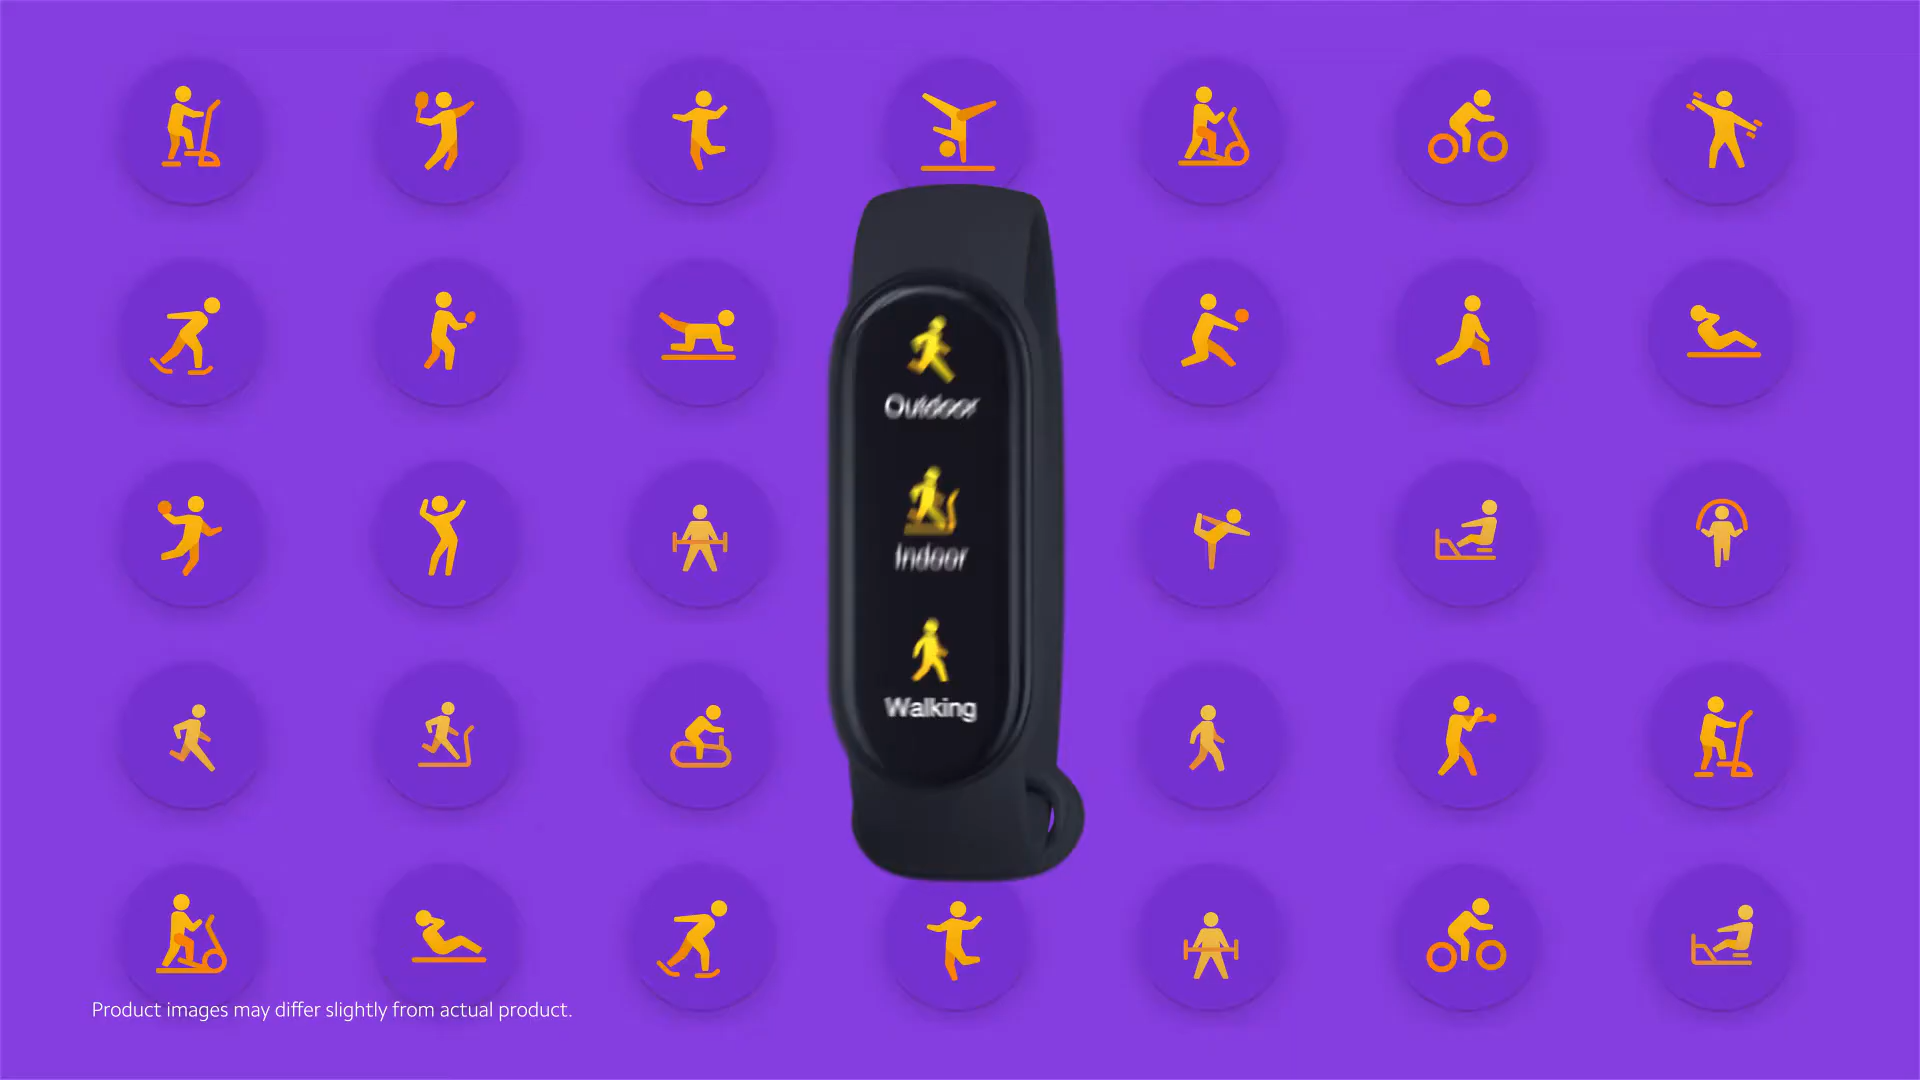 Outdoor
Indoor
Walking
Product images may differ slightly from actual product.